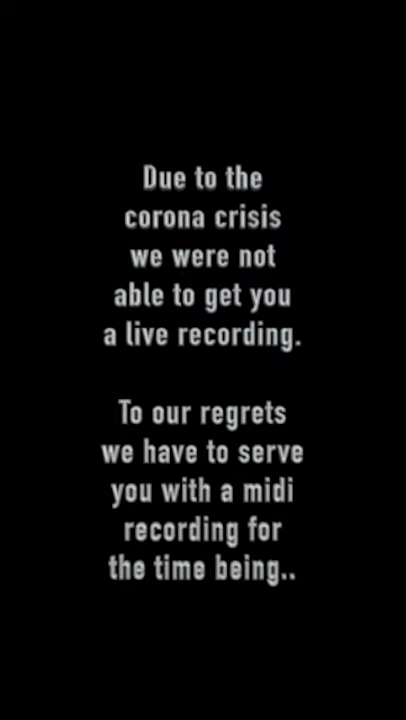 Due to the
corona crisis
we were not
able to get you
a live recording.
To our regrets
we have to serve
you with a midi
recording for
the time being..